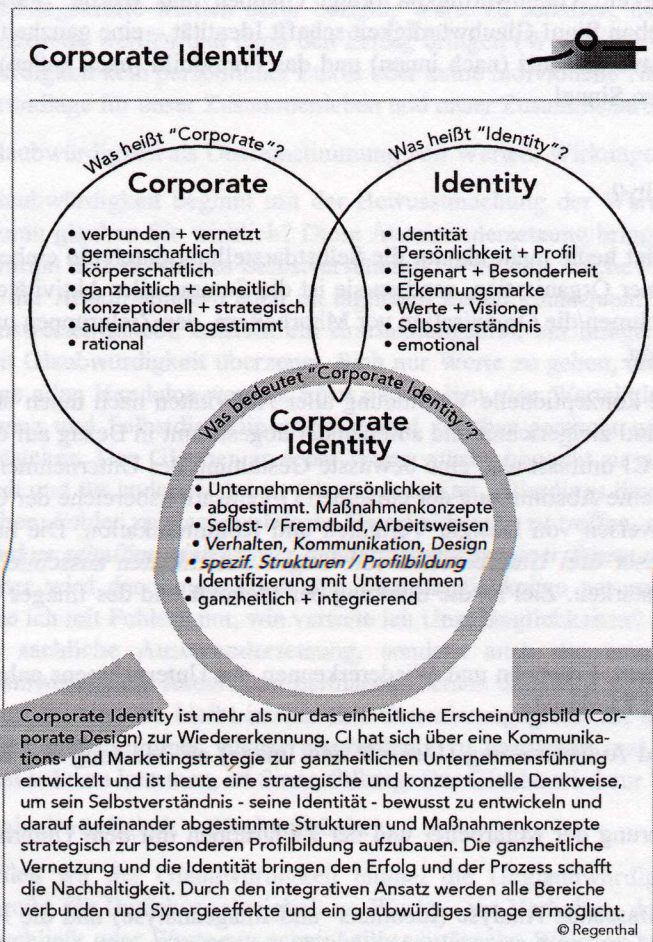 Corporate Identity
Was heißt "Corporate"?
Corporate
• verbunden + vernetzt
• gemeinschaftlich
• körperschaftlich
• ganzheitlich + einheitlich
• konzeptionell + strategisch
• aufeinander abgestimmt
• rational
Was heißt "Identity"?
Identity
• Identität
• Persönlichkeit + Profil
• Eigenart + Besonderheit
• Erkennungsmarke
• Werte + Visionen
• Selbstverständnis
• emotional
Was bedeutet "Corporate Identity"?
Corporate
Identity
• Unternehmenspersönlichkeit
• abgestimmt. Maßnahmenkonzepte
• Selbst- / Fremdbild, Arbeitsweisen
• Verhalten, Kommunikation, Design
• spezif. Strukturen / Profilbildung
• Identifizierung mit Unternehmen
• ganzheitlich + integrierend
Corporate Identity ist mehr als nur das einheitliche Erscheinungsbild (Cor-
porate Design) zur Wiedererkennung. CI hat sich über eine Kommunika-
tions- und Marketingstrategie zur ganzheitlichen Unternehmensführung
entwickelt und ist heute eine strategische und konzeptionelle Denkweise,
um sein Selbstverständnis - seine Identität - bewusst zu entwickeln und
darauf aufeinander abgestimmte Strukturen und Maßnahmenkonzepte
strategisch zur besonderen Profilbildung aufzubauen. Die ganzheitliche
Vernetzung und die Identität bringen den Erfolg und der Prozess schafft
die Nachhaltigkeit. Durch den integrativen Ansatz werden alle Bereiche
verbunden und Synergieeffekte und ein glaubwürdiges Image ermöglicht.
© Regenthal